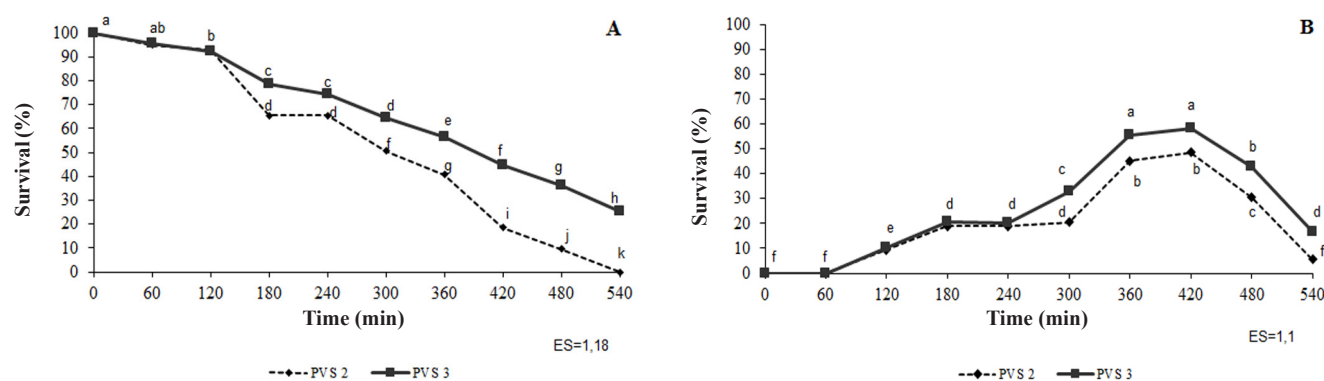 A
Survival (%)
100
90
80
70
60
50
40
30
20
10
0
a
ab
b
c
c
d
e
f
g
h
d
d
f
g
i
j
k
0 60 120 180 240 300 360 420 480 540
Time (min)
ES=1,18
PVS 2 PVS 3
B
Survival (%)
100
90
80
70
60
50
40
30
20
10
0
f
f
e
d
d
c
a
a
b
d
d
b
b
c
f
0 60 120 180 240 300 360 420 480 540
Time (min)
ES=1,1
PVS 2 PVS 3